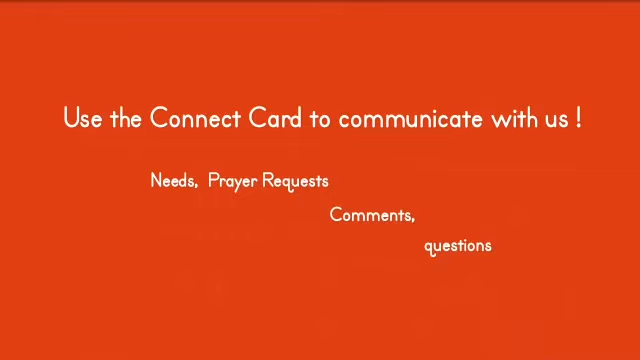 Use the Connect Card to communicate with us !
Needs, Prayer Requests
Comments,
questions